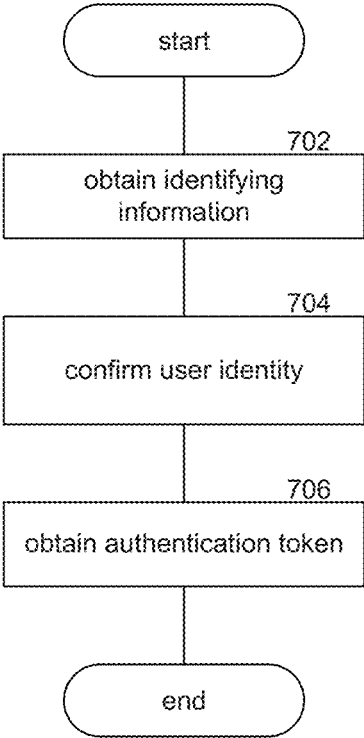 start
702
obtain identifying
information
704
confirm user identity
706
obtain authentication token
end